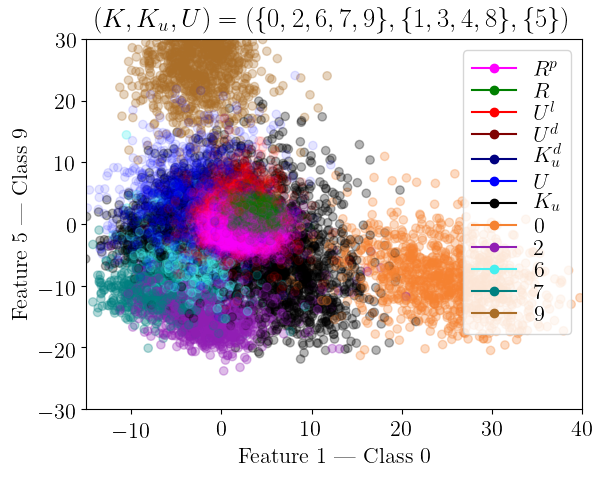 (K, K_u, U) = ({0, 2, 6, 7, 9}, {1, 3, 4, 8}, {5})
30
20
10
0
−10
−20
−30
Feature 5 — Class 9
−10
0
10
20
30
40
Feature 1 — Class 0
R^p
R
U^l
U^d
K_u^d
U
K_u
0
2
6
7
9